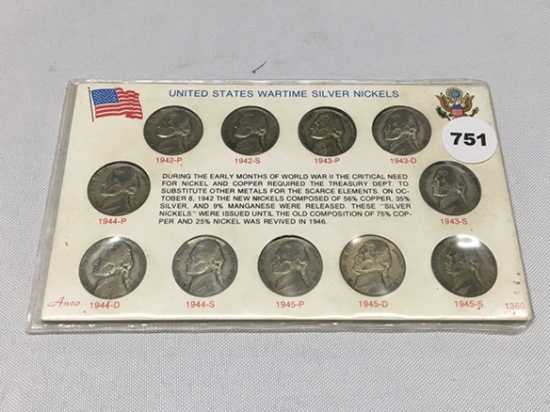 UNITED STATES WARTIME SILVER NICKELS
751
1942-P
1942-S
1943-P
1943-D
DURING THE EARLY MONTHS OF WORLD WAR II THE CRITICAL NEED
FOR NICKEL AND COPPER REQUIRED THE TREASURY DEPT. TO
SUBSTITUTE OTHER METALS FOR THE SCARCE ELEMENTS. ON OC-
TOBER 8, 1942 THE NEW NICKELS COMPOSED OF 56% COPPER, 35%
SILVER, AND 9% MANGANESE WERE RELEASED. THESE "SILVER
NICKELS" WERE ISSUED UNTIL THE OLD COMPOSITION OF 75% COP-
PER AND 25% NICKEL WAS REVIVED IN 1946.
1944-P
1943-S
Anco
1944-D
1944-S
1945-P
1945-D
1945-S
1360